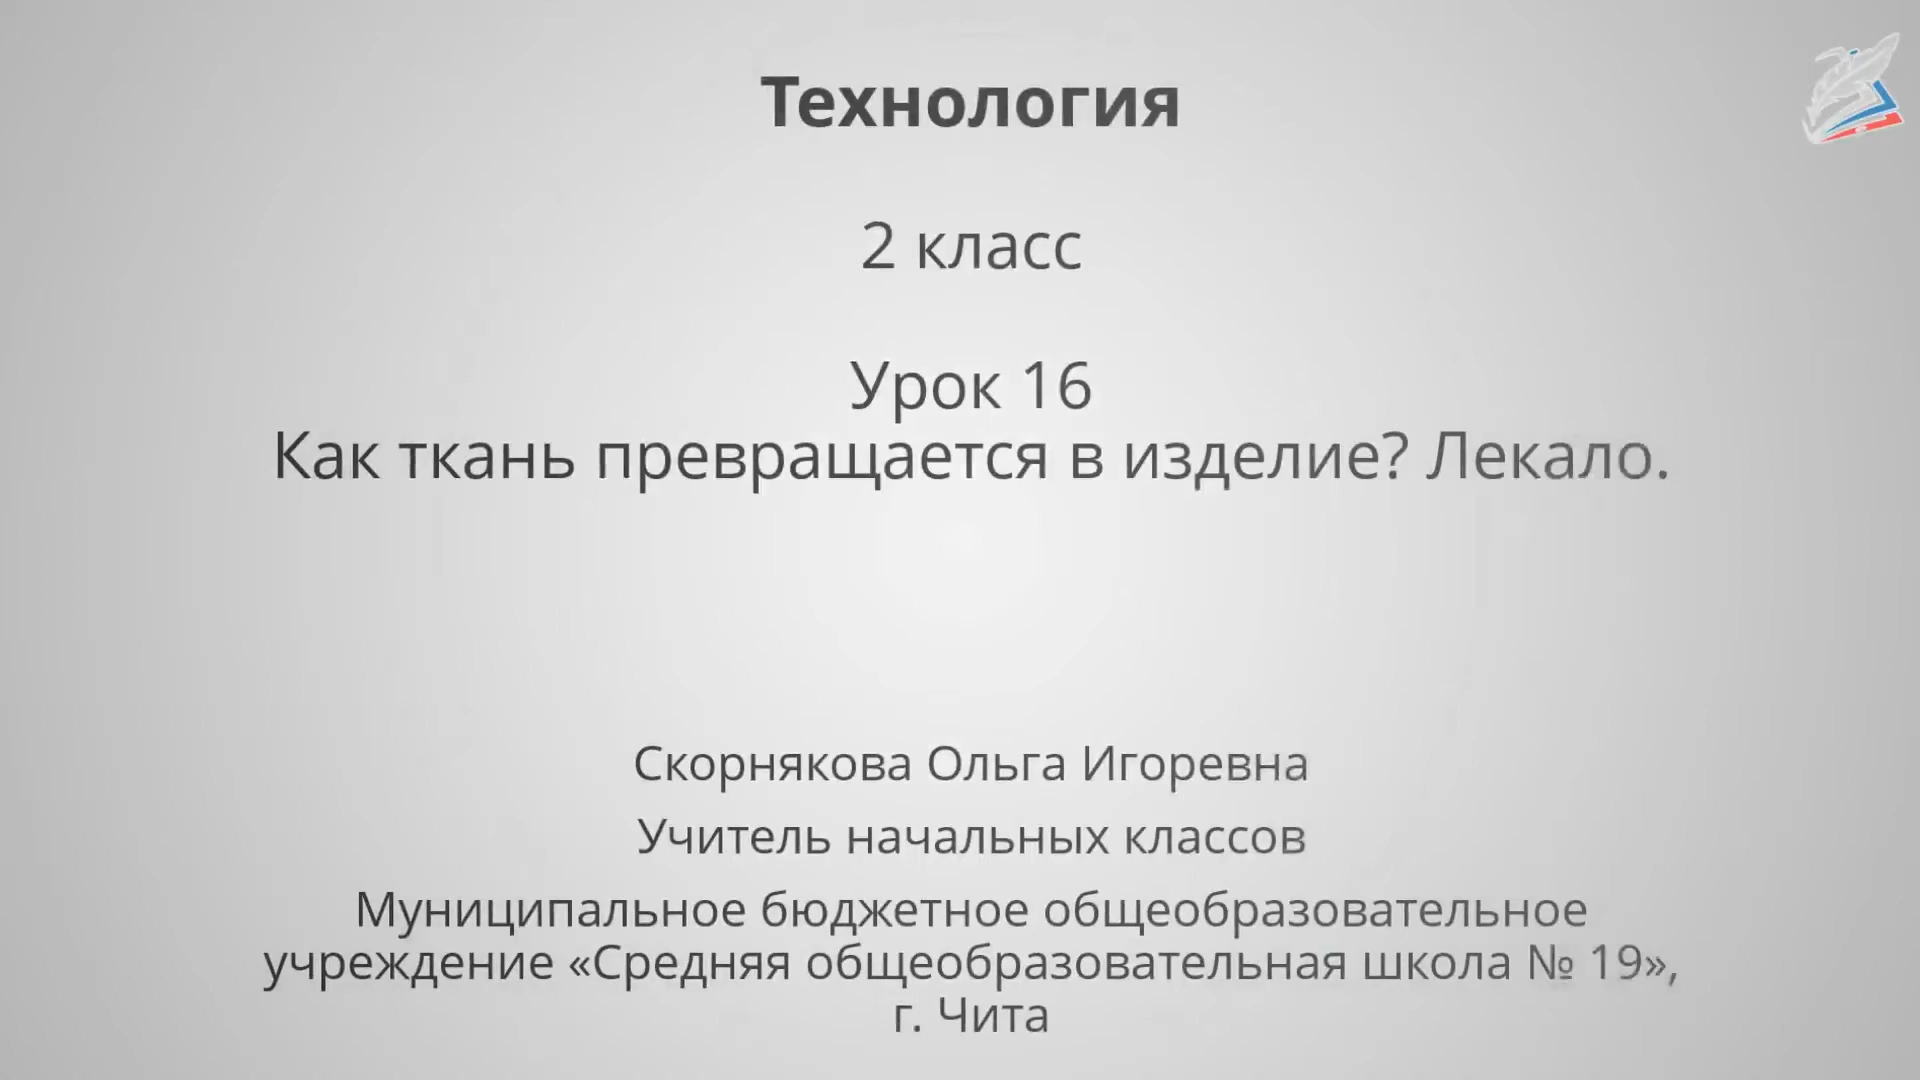 Технология
2 класс
Урок 16
Как ткань превращается в изделие? Лекало.
Скорнякова Ольга Игоревна
Учитель начальных классов
Муниципальное бюджетное общеобразовательное
учреждение «Средняя общеобразовательная школа № 19»,
г. Чита